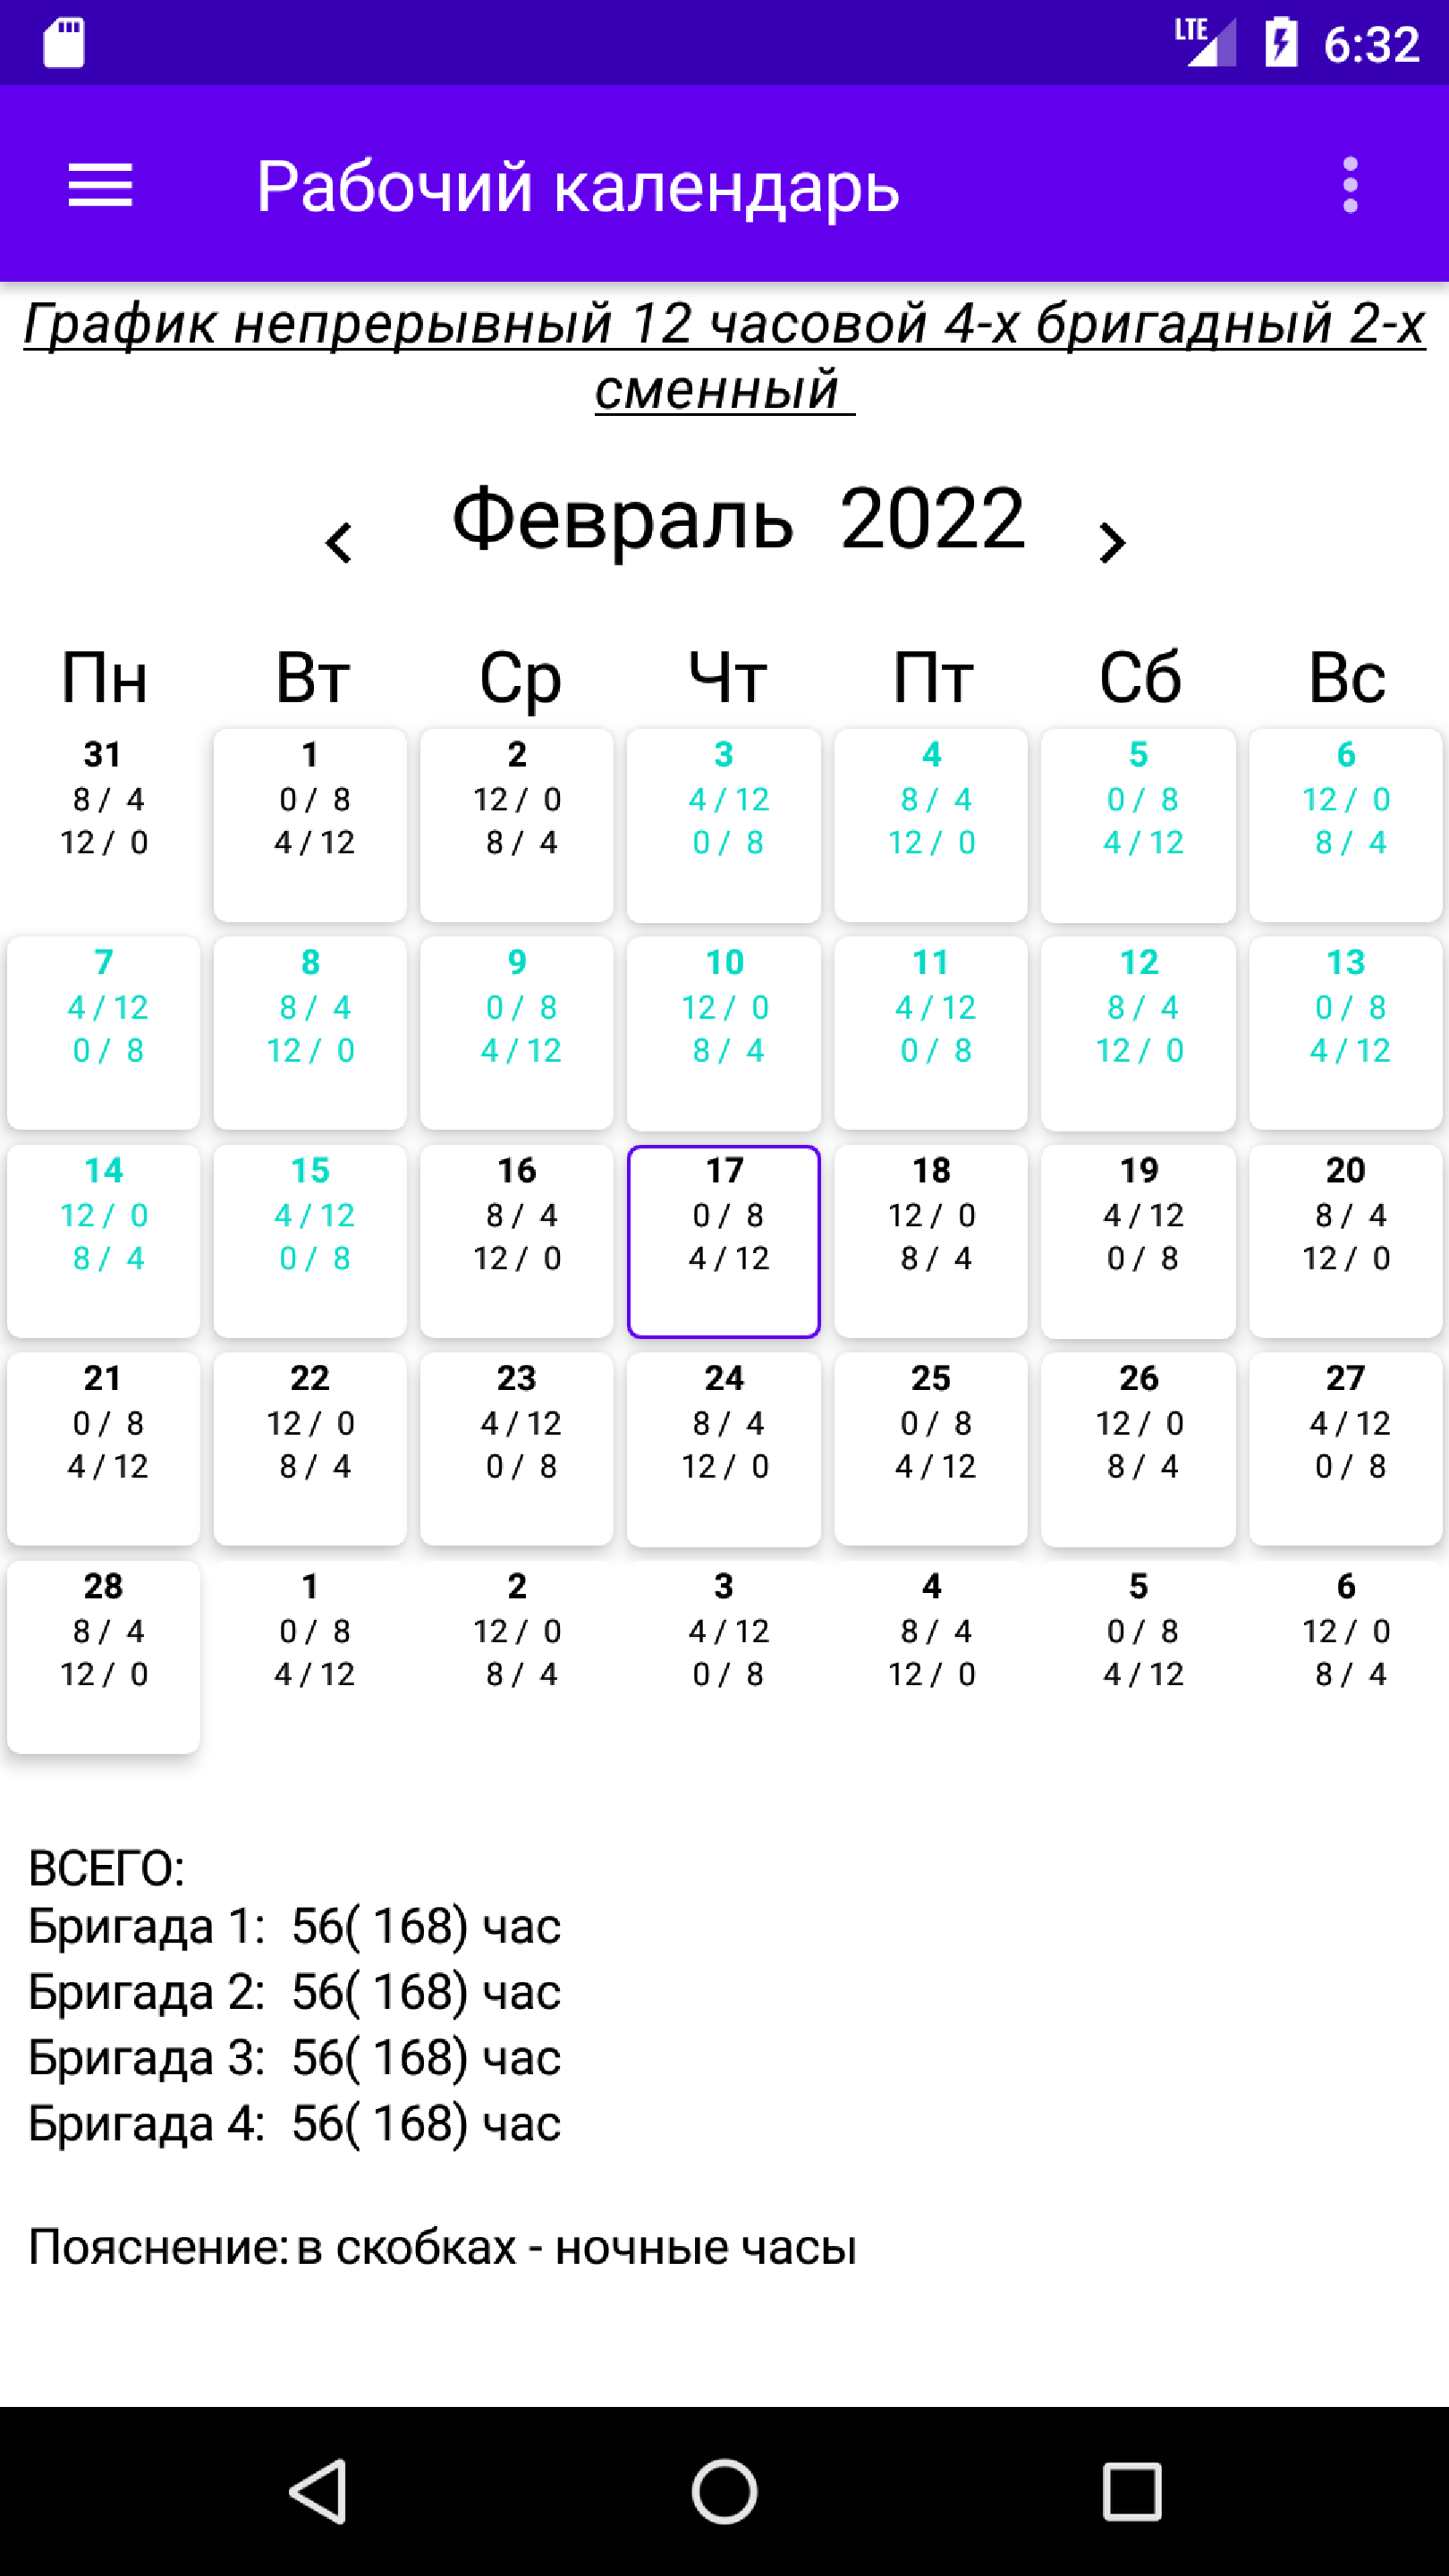 LTE 6:32
Рабочий календарь
График непрерывный 12 часовой 4-х бригадный 2-х
сменный
Февраль 2022
Пн Вт Ср Чт Пт Сб Вс
31 1 2 3 4 5 6
8 / 4 0 / 8 12 / 0 4 / 12 8 / 4 0 / 8 12 / 0
12 / 0 4 / 12 8 / 4 0 / 8 12 / 0 4 / 12 8 / 4
7 8 9 10 11 12 13
4 / 12 8 / 4 0 / 8 12 / 0 4 / 12 8 / 4 0 / 8
0 / 8 12 / 0 4 / 12 8 / 4 0 / 8 12 / 0 4 / 12
14 15 16 17 18 19 20
12 / 0 4 / 12 8 / 4 0 / 8 12 / 0 4 / 12 8 / 4
8 / 4 0 / 8 12 / 0 4 / 12 8 / 4 0 / 8 12 / 0
21 22 23 24 25 26 27
0 / 8 12 / 0 4 / 12 8 / 4 0 / 8 12 / 0 4 / 12
4 / 12 8 / 4 0 / 8 12 / 0 4 / 12 8 / 4 0 / 8
28 1 2 3 4 5 6
8 / 4 0 / 8 12 / 0 4 / 12 8 / 4 0 / 8 12 / 0
12 / 0 4 / 12 8 / 4 0 / 8 12 / 0 4 / 12 8 / 4
ВСЕГО:
Бригада 1: 56( 168) час
Бригада 2: 56( 168) час
Бригада 3: 56( 168) час
Бригада 4: 56( 168) час
Пояснение: в скобках - ночные часы